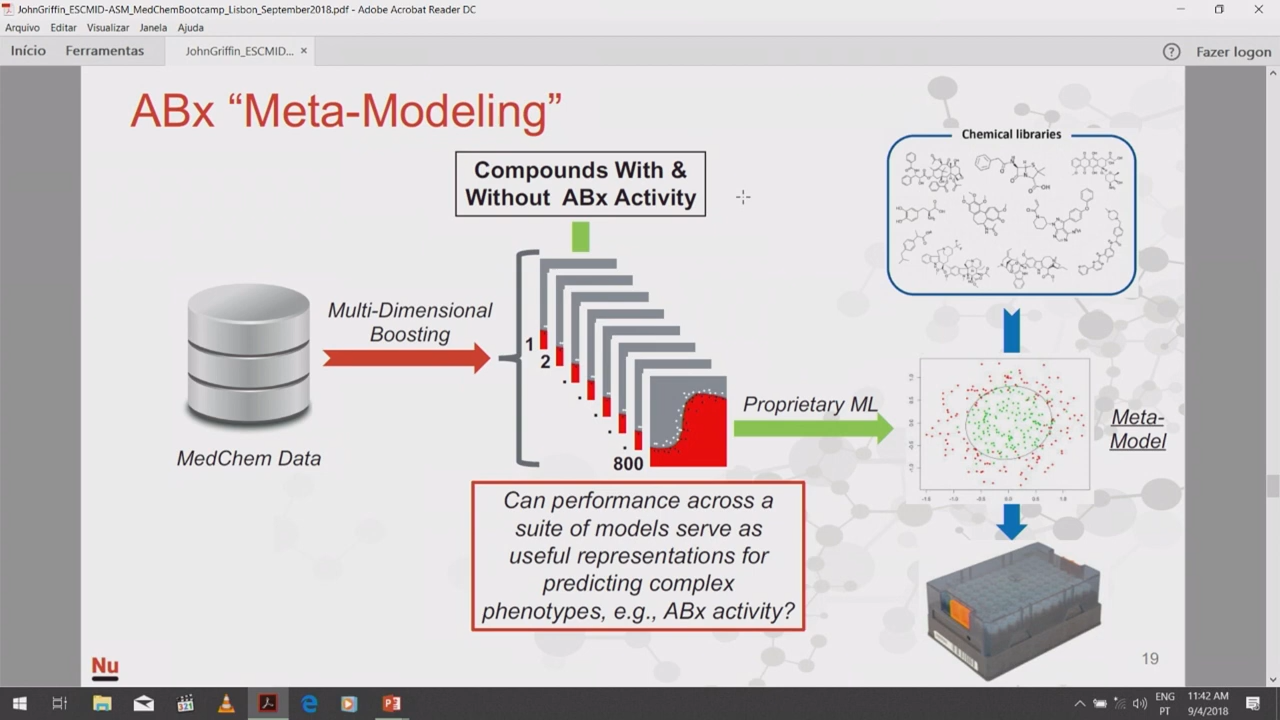 JohnGriffin_ESCMID-ASM_MedChemBootcamp_Lisbon_September2018.pdf - Adobe Acrobat Reader DC
Arquivo Editar Visualizar Janela Ajuda
Início Ferramentas JohnGriffin_ESCMID... × ? Fazer logon
ABx “Meta-Modeling”
Compounds With &
Without ABx Activity
Chemical libraries
Multi-Dimensional
Boosting
MedChem Data
1
2
800
Proprietary ML
Meta-
Model
Can performance across a
suite of models serve as
useful representations for
predicting complex
phenotypes, e.g., ABx activity?
Nu
19
ENG
PT
11:42 AM
9/4/2018